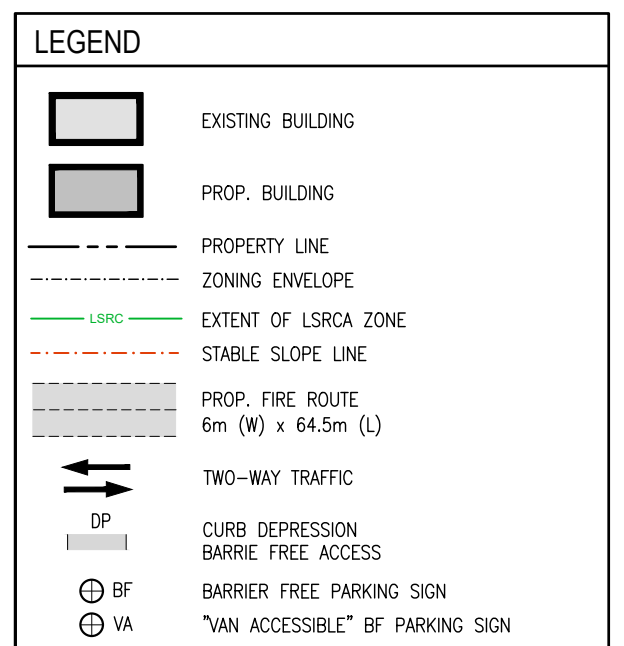 LEGEND
EXISTING BUILDING
PROP. BUILDING
PROPERTY LINE
ZONING ENVELOPE
LSRC EXTENT OF LSRCA ZONE
STABLE SLOPE LINE
PROP. FIRE ROUTE
6m (W) x 64.5m (L)
TWO-WAY TRAFFIC
DP
CURB DEPRESSION
BARRIE FREE ACCESS
BF BARRIER FREE PARKING SIGN
VA "VAN ACCESSIBLE" BF PARKING SIGN